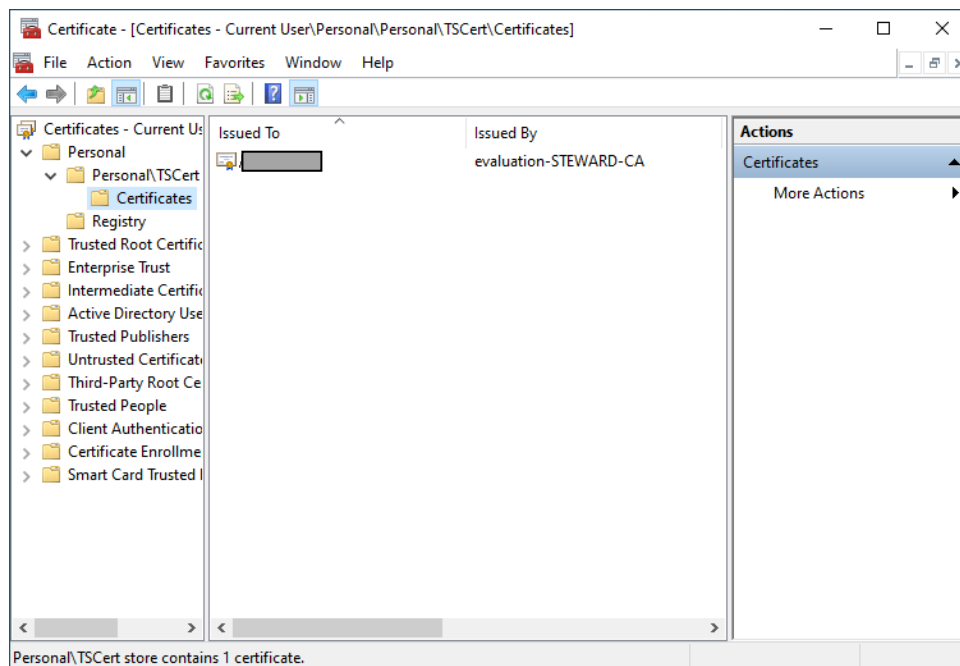 Certificate - [Certificates - Current User\Personal\Personal\TSCert\Certificates]
File Action View Favorites Window Help
Certificates - Current Us
Personal
Personal\TSCert
Certificates
Registry
Trusted Root Certific
Enterprise Trust
Intermediate Certific
Active Directory Use
Trusted Publishers
Untrusted Certificat
Third-Party Root Ce
Trusted People
Client Authenticatio
Certificate Enrollme
Smart Card Trusted
Issued To Issued By
evaluation-STEWARD-CA
Actions
Certificates
More Actions
Personal\TSCert store contains 1 certificate.